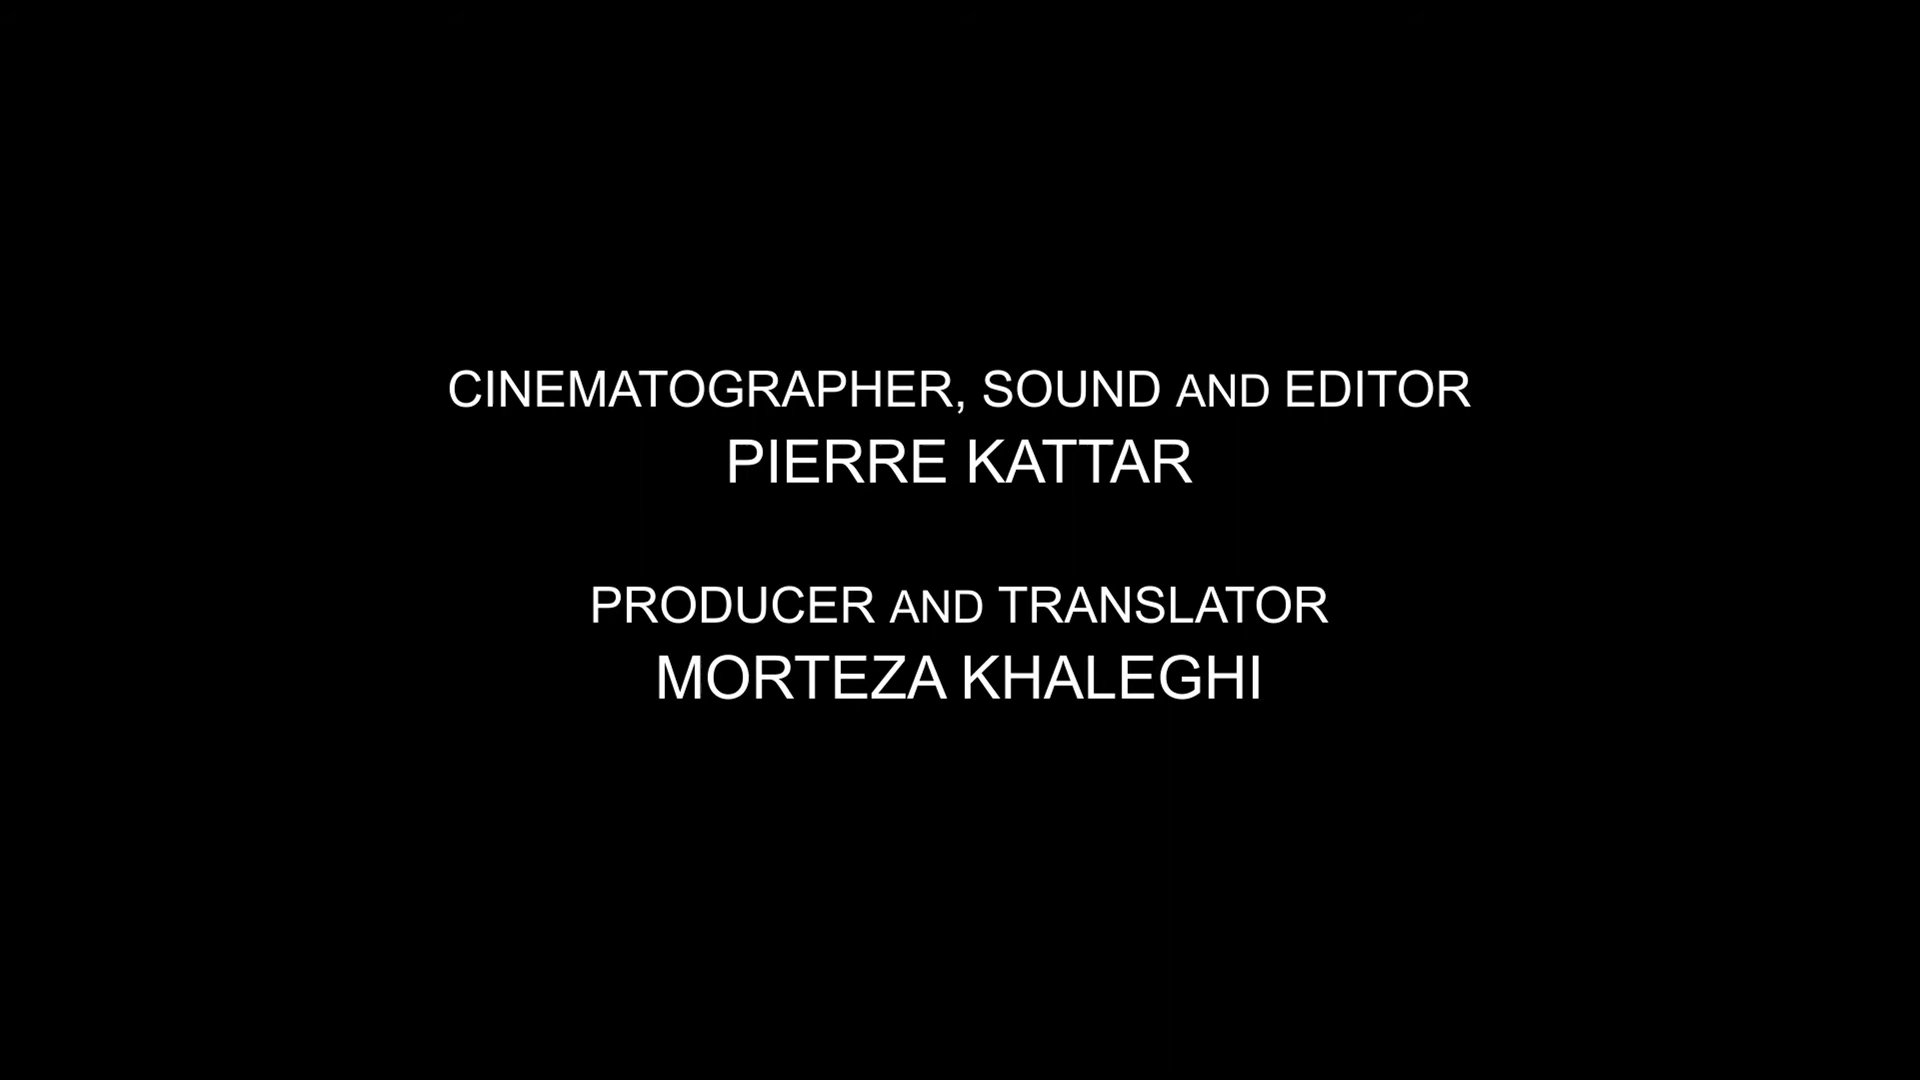 CINEMATOGRAPHER, SOUND AND EDITOR
PIERRE KATTAR
PRODUCER AND TRANSLATOR
MORTEZA KHALEGHI